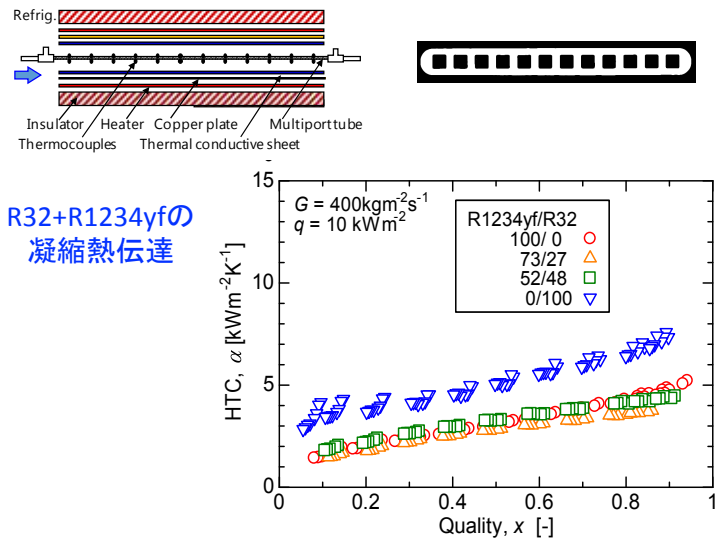 Refrig.
Insulator Heater Copper plate Multiport tube
Thermocouples Thermal conductive sheet
R32+R1234yfの
凝縮熱伝達
G = 400kgm⁻²s⁻¹
q = 10 kWm⁻²
R1234yf/R32
100/ 0
73/27
52/48
0/100
HTC, α [kWm⁻²K⁻¹]
15
10
5
0
0 0.2 0.4 0.6 0.8 1
Quality, x [-]